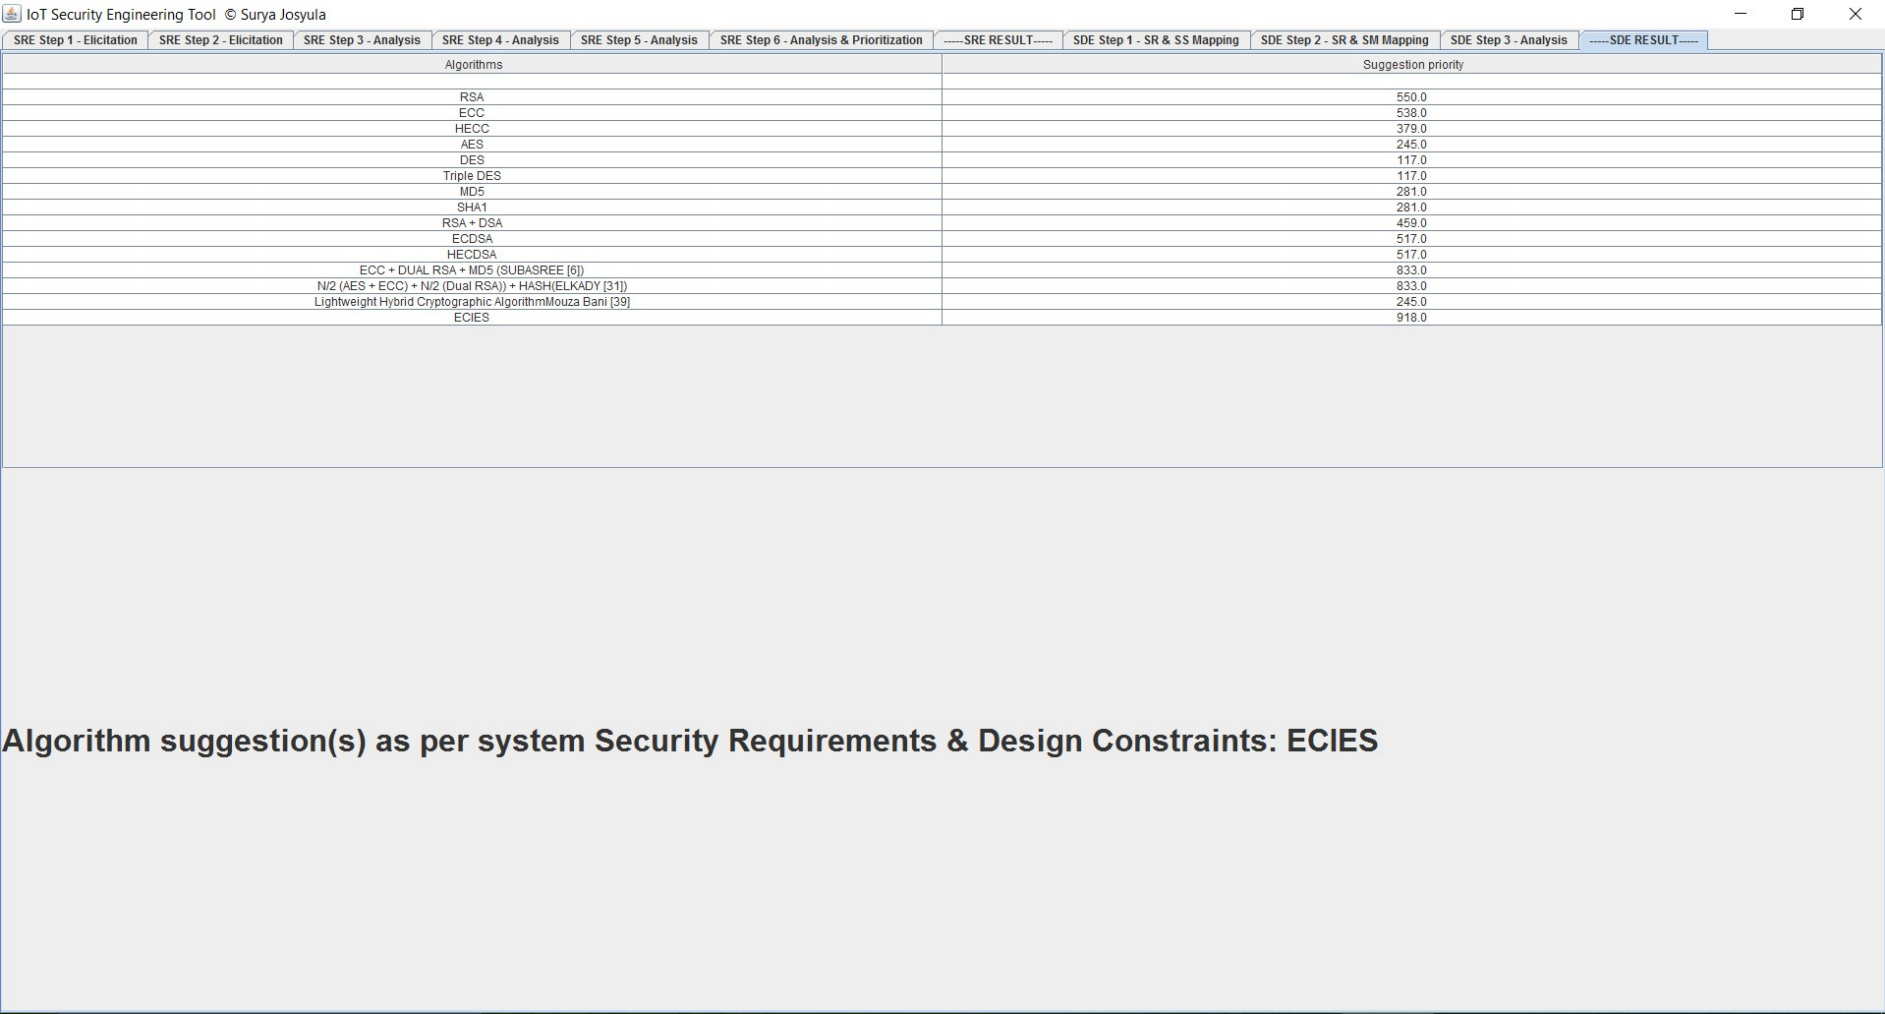 IoT Security Engineering Tool © Surya Josyula
SRE Step 1 - Elicitation SRE Step 2 - Elicitation SRE Step 3 - Analysis SRE Step 4 - Analysis SRE Step 5 - Analysis SRE Step 6 - Analysis & Prioritization -----SRE RESULT----- SDE Step 1 - SR & SS Mapping SDE Step 2 - SR & SM Mapping SDE Step 3 - Analysis -----SDE RESULT-----
Algorithms Suggestion priority
RSA 550.0
ECC 538.0
HECC 379.0
AES 245.0
DES 117.0
Triple DES 117.0
MD5 281.0
SHA1 281.0
RSA + DSA 459.0
ECDSA 517.0
HECDSA 517.0
ECC + DUAL RSA + MD5 (SUBASREE [6]) 833.0
N/2 (AES + ECC) + N/2 (Dual RSA)) + HASH(ELKADY [31]) 833.0
Lightweight Hybrid Cryptographic AlgorithmMouza Bani [39] 245.0
ECIES 918.0
Algorithm suggestion(s) as per system Security Requirements & Design Constraints: ECIES